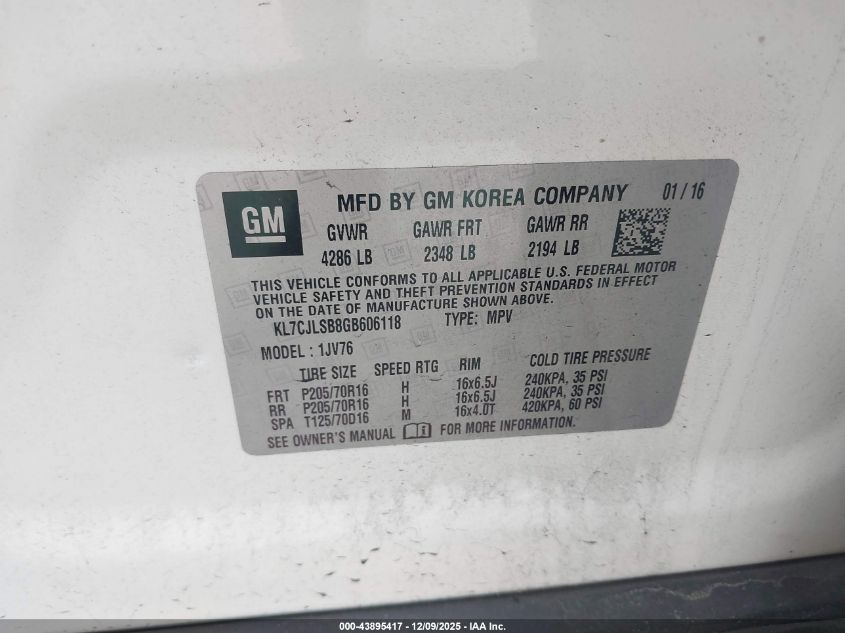 GM
MFD BY GM KOREA COMPANY 01/16
GVWR GAWR FRT GAWR RR
4286 LB 2348 LB 2194 LB
THIS VEHICLE CONFORMS TO ALL APPLICABLE U.S. FEDERAL MOTOR
VEHICLE SAFETY AND THEFT PREVENTION STANDARDS IN EFFECT
ON THE DATE OF MANUFACTURE SHOWN ABOVE.
KL7CJLSB8GB606118 TYPE: MPV
MODEL : 1JV76
TIRE SIZE SPEED RTG RIM COLD TIRE PRESSURE
FRT P205/70R16 H 16x6.5J 240KPA, 35 PSI
RR P205/70R16 H 16x6.5J 240KPA, 35 PSI
SPA T125/70D16 M 16x4.0T 420KPA, 60 PSI
SEE OWNER'S MANUAL FOR MORE INFORMATION.
000-43895417 - 12/09/2025 - IAA Inc.